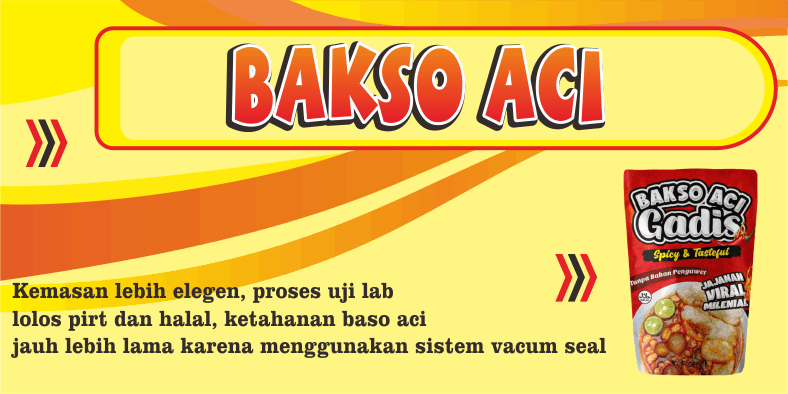 BAKSO ACI
BAKSO ACI
Gadis
Spicy & Tasteful
Tanpa Bahan Pengawet
JAJANAN
VIRAL
MILENIAL
Kemasan lebih elegen, proses uji lab
lolos pirt dan halal, ketahanan baso aci
jauh lebih lama karena menggunakan sistem vacum seal